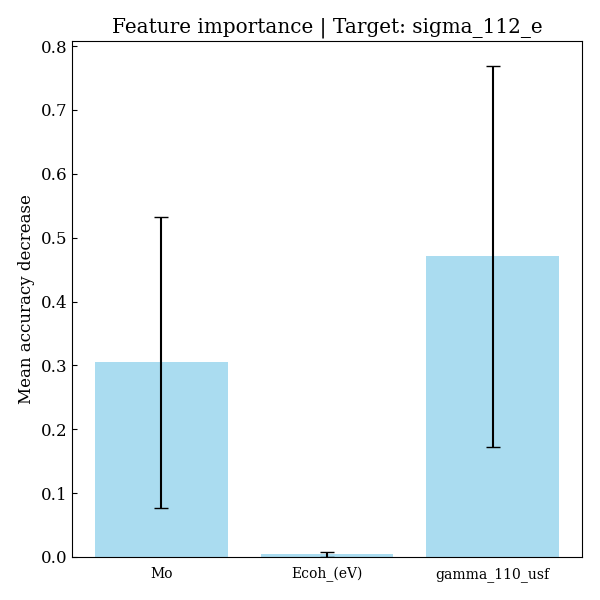 Feature importance | Target: sigma_112_e
Mean accuracy decrease
0.8
0.7
0.6
0.5
0.4
0.3
0.2
0.1
0.0
Mo
Ecoh_(eV)
gamma_110_usf